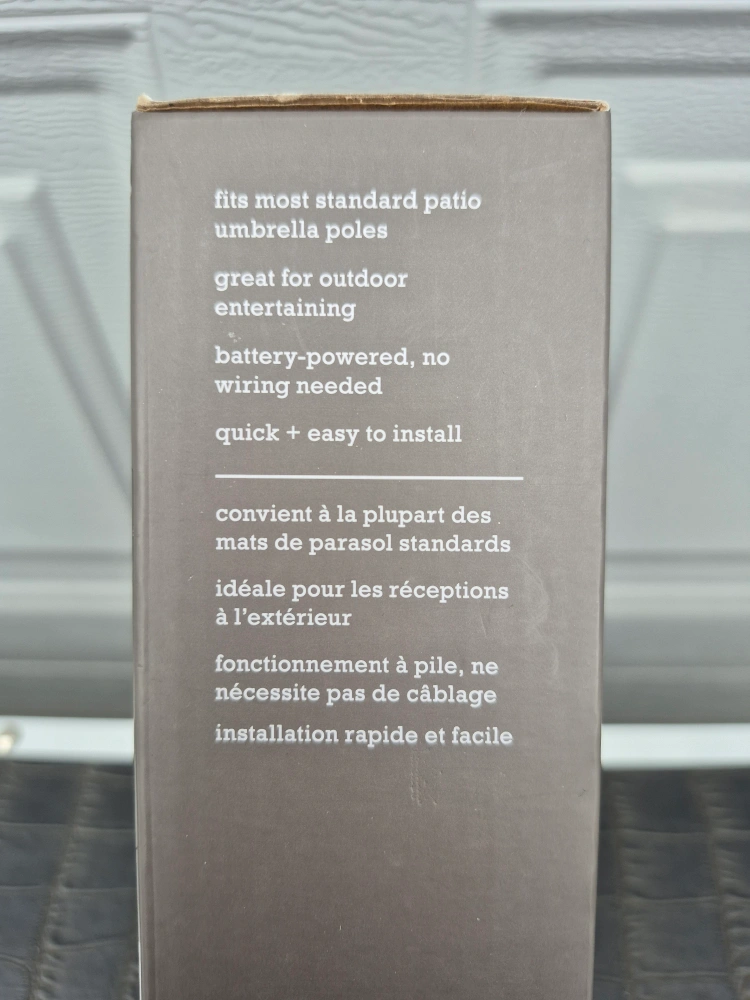 fits most standard patio
umbrella poles
great for outdoor
entertaining
battery-powered, no
wiring needed
quick + easy to install
convient à la plupart des
mats de parasol standards
idéale pour les réceptions
à l'extérieur
fonctionnement à pile, ne
nécessite pas de câblage
installation rapide et facile